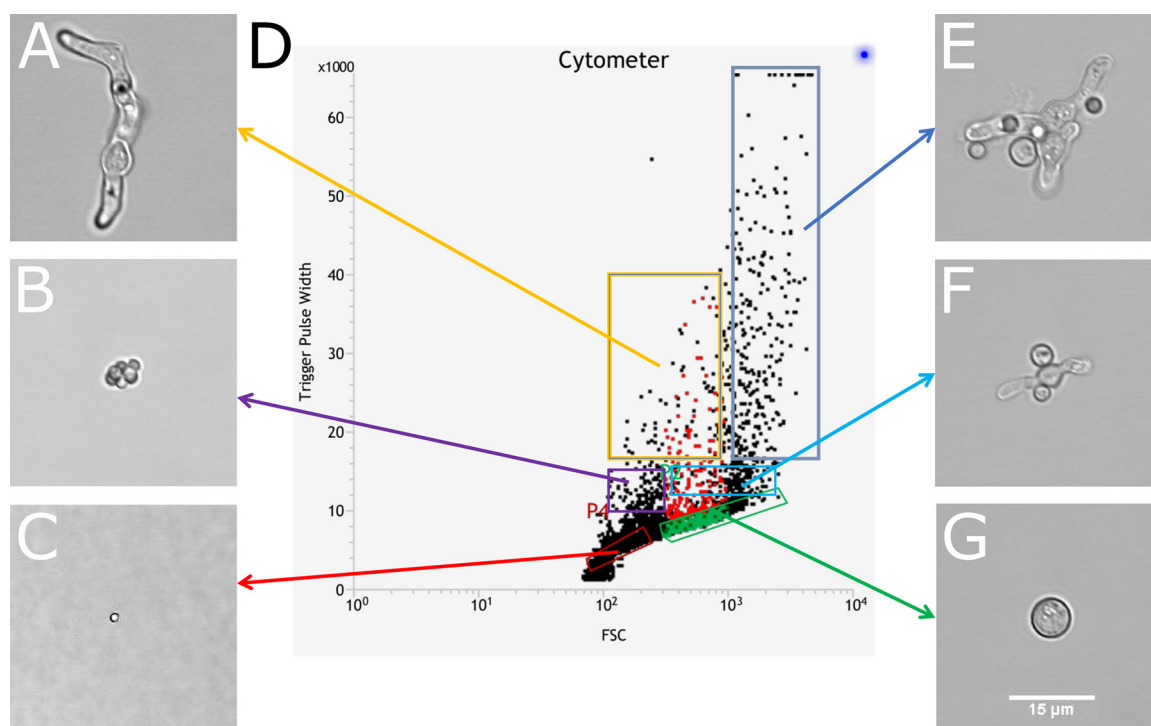 A
B
C
D
Cytometer
x1000
60
50
40
30
20
10
0
Trigger Pulse Width
P4
10⁰
10¹
10²
10³
10⁴
FSC
E
F
G
15 µm